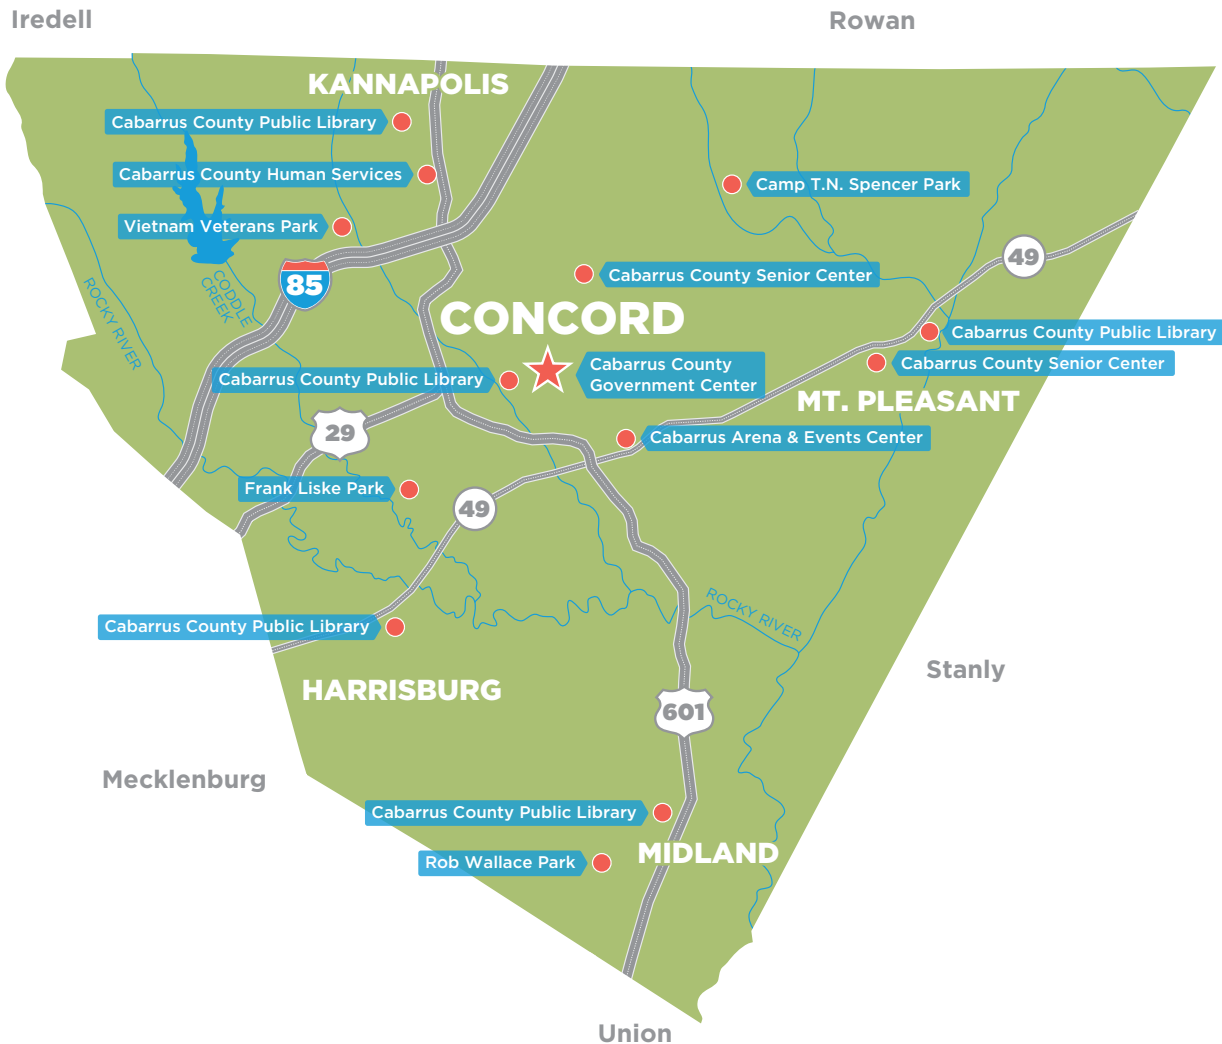 Iredell
Rowan
KANNAPOLIS
Cabarrus County Public Library
Cabarrus County Human Services
Camp T.N. Spencer Park
Vietnam Veterans Park
49
Cabarrus County Senior Center
85
CODDLE
CREEK
ROCKY RIVER
CONCORD
Cabarrus County Public Library
Cabarrus County Senior Center
Cabarrus County
Government Center
Cabarrus County Public Library
MT. PLEASANT
29
Cabarrus Arena & Events Center
Frank Liske Park
49
ROCKY RIVER
Cabarrus County Public Library
Stanly
HARRISBURG
601
Mecklenburg
Cabarrus County Public Library
MIDLAND
Rob Wallace Park
Union